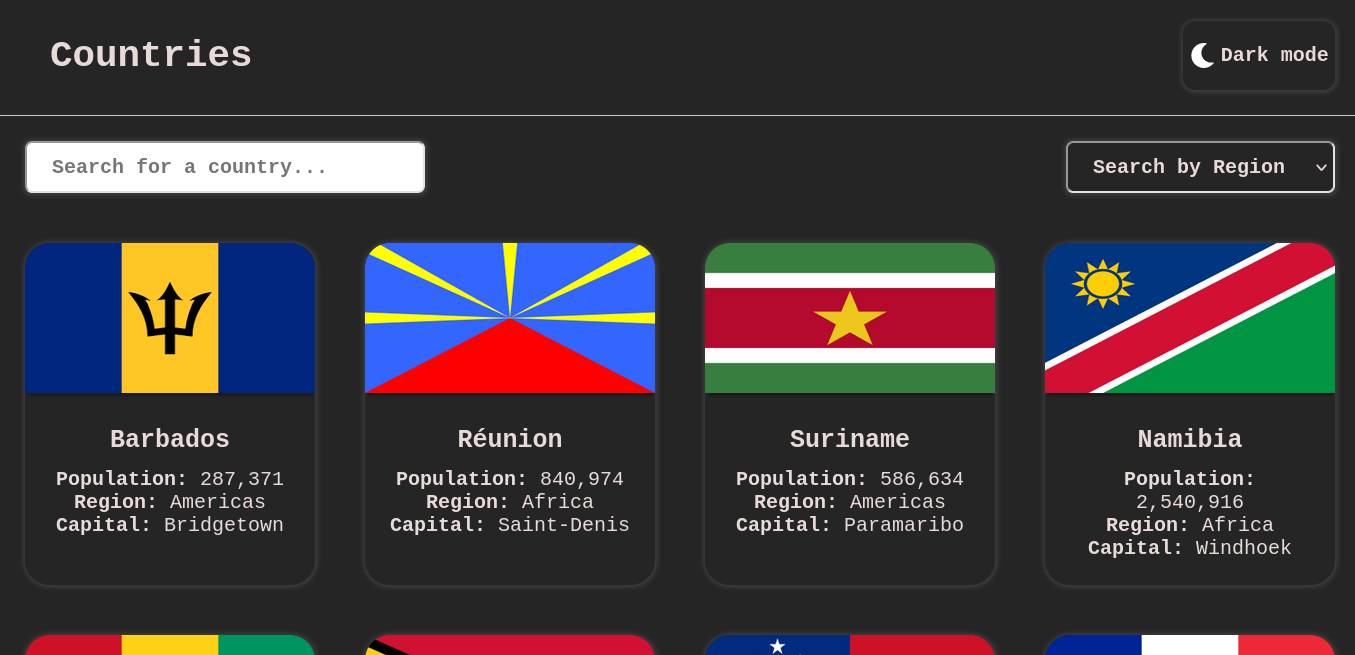 Countries
Dark mode
Search for a country...
Search by Region
Barbados
Population: 287,371
Region: Americas
Capital: Bridgetown
Réunion
Population: 840,974
Region: Africa
Capital: Saint-Denis
Suriname
Population: 586,634
Region: Americas
Capital: Paramaribo
Namibia
Population:
2,540,916
Region: Africa
Capital: Windhoek